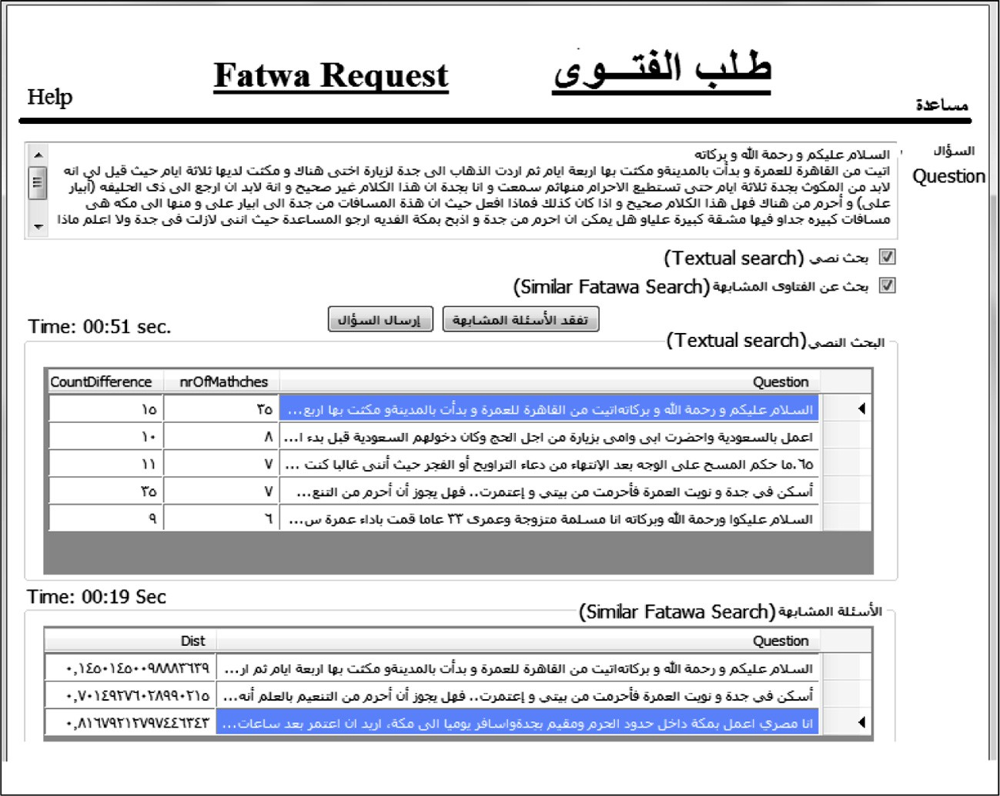 Fatwa Request
طلب الفتــوى
Help
مساعدة
السؤال
Question
السلام عليكم و رحمة الله و بركاته
اتيت من القاهرة للعمرة و بدأت بالمدينةو مكثت بها اربعة ايام ثم اردت الذهاب الى جدة لزيارة اختى هناك و مكثت لديها ثلاثة ايام حيث قيل لي انه
لابد من المكوث بجدة ثلاثة ايام حتى تستطيع الاحرام منهاثم سمعت و انا بجدة ان هذا الكلام غير صحيح و انة لابد ان ارجع الى ذى الحليفه (آبيار
على) و أحرم من هناك فهل هذا الكلام صحيح و اذا كان كذلك فماذا افعل حيث ان هذة المسافات من جدة الى ابيار على و منها الى مكه هى
مسافات كبيره جداو فيها مشقة كبيرة علياو هل يمكن ان احرم من جدة و اذبح بمكة الفديه ارجو المساعدة حيث اننى لازلت فى جدة ولا اعلم ماذا
بحث نصي (Textual search)
بحث عن الفتاوى المشابهة (Similar Fatawa Search)
تفقد الأسئلة المشابهة
إرسال السؤال
Time: 00:51 sec.
البحث النصي (Textual search)
Question nrOfMathches CountDifference
السلام عليكم و رحمة الله و بركاتهاتيت من القاهرة للعمرة و بدأت بالمدينةو مكثت بها اربع... ٣٥ ١٥
اعمل بالسعودية واحضرت ابى وامى بزيارة من اجل الحج وكان دخولهم السعودية قبل بدء ا... ٨ ١٠
٦٥.ما حكم المسح على الوجه بعد الإنتهاء من دعاء التراويح أو الفجر حيث أننى غالبا كنت ... ٧ ١١
أسكن في جدة و نويت العمرة فأحرمت من بيتي و إعتمرت.. فهل يجوز أن أحرم من التنع... ٧ ٣٥
السلام عليكوا ورحمة الله وبركاته انا مسلمة متزوجة وعمرى ٣٣ عاما قمت باداء عمرة س... ٦ ٩
Time: 00:19 Sec
الأسئلة المشابهة (Similar Fatawa Search)
Question Dist
السلام عليكم و رحمة الله و بركاتهاتيت من القاهرة للعمرة و بدأت بالمدينةو مكثت بها اربعة ايام ثم ار... ٠,١٤٥٠١٤٥٠٠٩٨٨٨٣٦٣٩
أسكن في جدة و نويت العمرة فأحرمت من بيتي و إعتمرت.. فهل يجوز أن أحرم من التنعيم بالعلم أنه... ٠,٧٠١٤٩٢٧٦٠٢٨٩٩٠٢١٥
انا مصري اعمل بمكة داخل حدود الحرم ومقيم بجدةواسافر يوميا الى مكة، اريد ان اعتمر بعد ساعات... ٠,٨١٦٧٩٢١٢٧٩٧٤٤٦٣٤٣